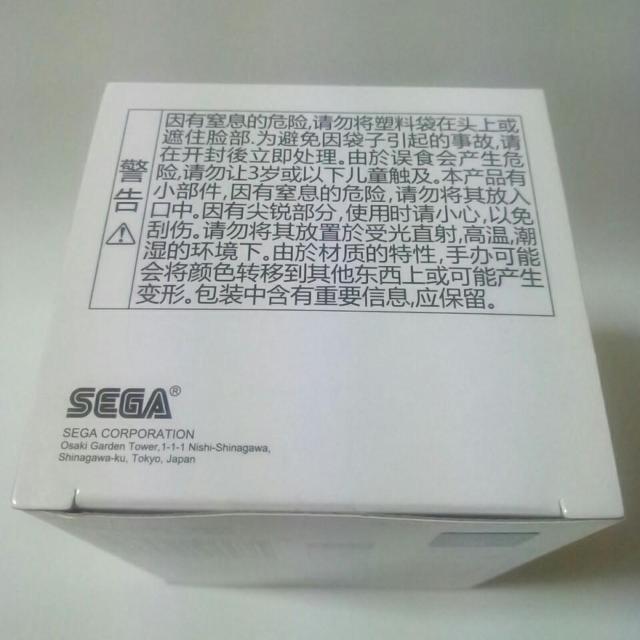 警告
因有窒息的危险,请勿将塑料袋在头上或
遮住脸部.为避免因袋子引起的事故,请
在开封後立即处理。由於误食会产生危
险,请勿让3岁或以下儿童触及。本产品有
小部件,因有窒息的危险,请勿将其放入
口中。因有尖锐部分,使用时请小心,以免
刮伤。请勿将其放置於受光直射,高温,潮
湿的环境下。由於材质的特性,手办可能
会将颜色转移到其他东西上或可能产生
变形。包装中含有重要信息,应保留。
SEGA®
SEGA CORPORATION
Osaki Garden Tower,1-1-1 Nishi-Shinagawa,
Shinagawa-ku, Tokyo, Japan